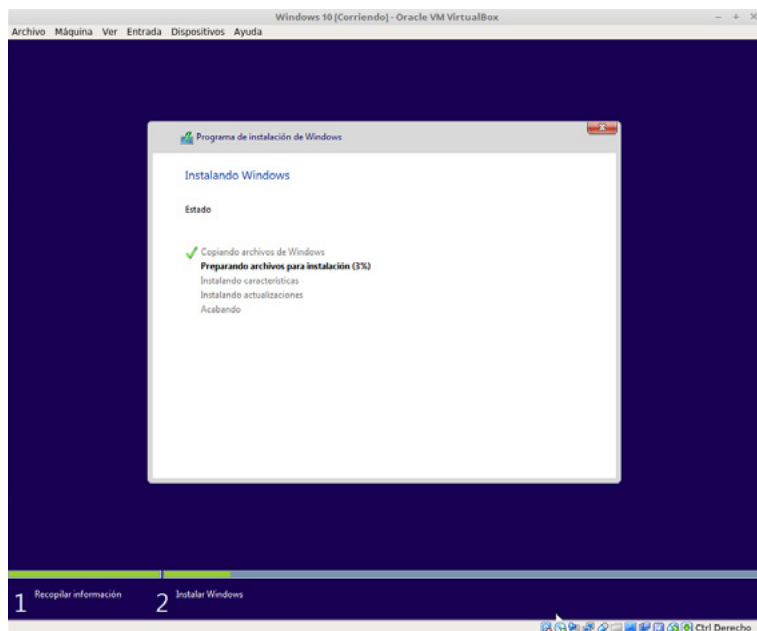 Windows 10 [Corriendo] - Oracle VM VirtualBox
Archivo Máquina Ver Entrada Dispositivos Ayuda
Programa de instalación de Windows
Instalando Windows
Estado
Copiando archivos de Windows
Preparando archivos para instalación (3%)
Instalando características
Instalando actualizaciones
Acabando
1 Recopilar información 2 Instalar Windows
Ctrl Derecho